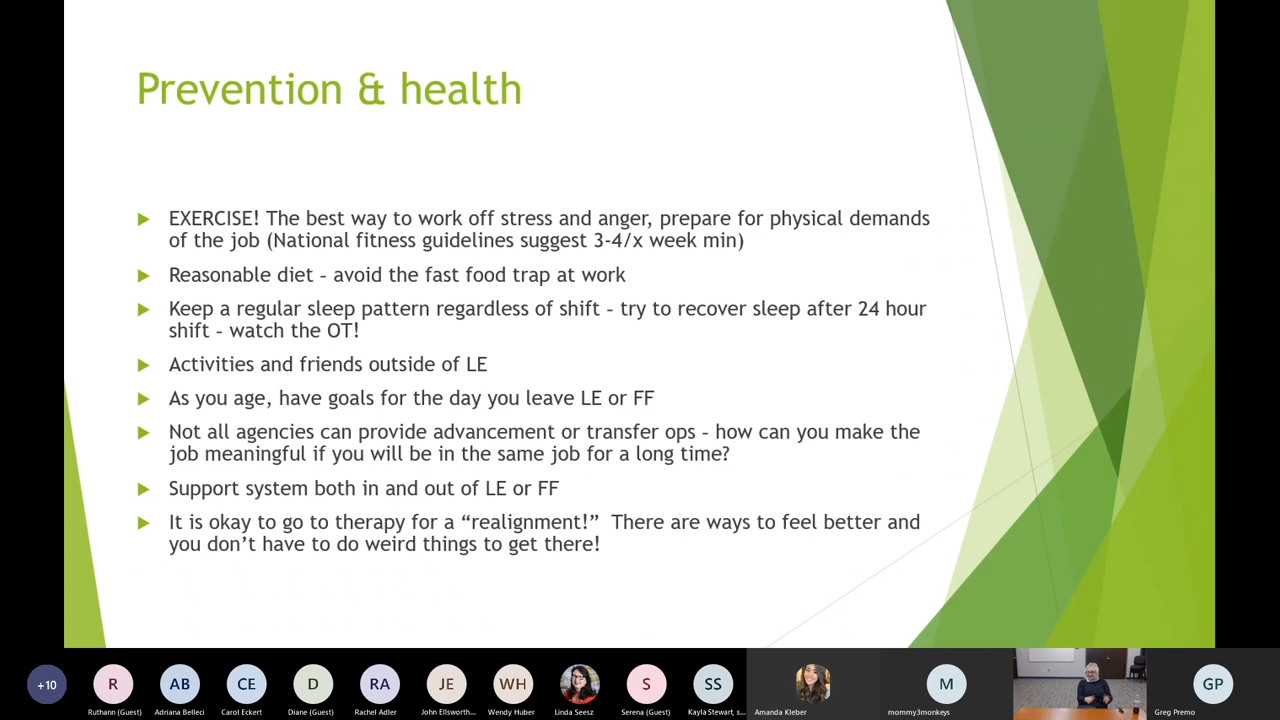 Prevention & health
EXERCISE! The best way to work off stress and anger, prepare for physical demands
of the job (National fitness guidelines suggest 3-4/x week min)
Reasonable diet – avoid the fast food trap at work
Keep a regular sleep pattern regardless of shift – try to recover sleep after 24 hour
shift – watch the OT!
Activities and friends outside of LE
As you age, have goals for the day you leave LE or FF
Not all agencies can provide advancement or transfer ops – how can you make the
job meaningful if you will be in the same job for a long time?
Support system both in and out of LE or FF
It is okay to go to therapy for a “realignment!”  There are ways to feel better and
you don’t have to do weird things to get there!
+10 R AB CE D RA JE WH S SS M GP
Ruthann (Guest) Adriana Belleci Carol Eckert Diane (Guest) Rachel Adler John Ellsworth... Wendy Huber Linda Seesz Serena (Guest) Kayla Stewart, s... Amanda Kleber mommy3monkeys Greg Premo